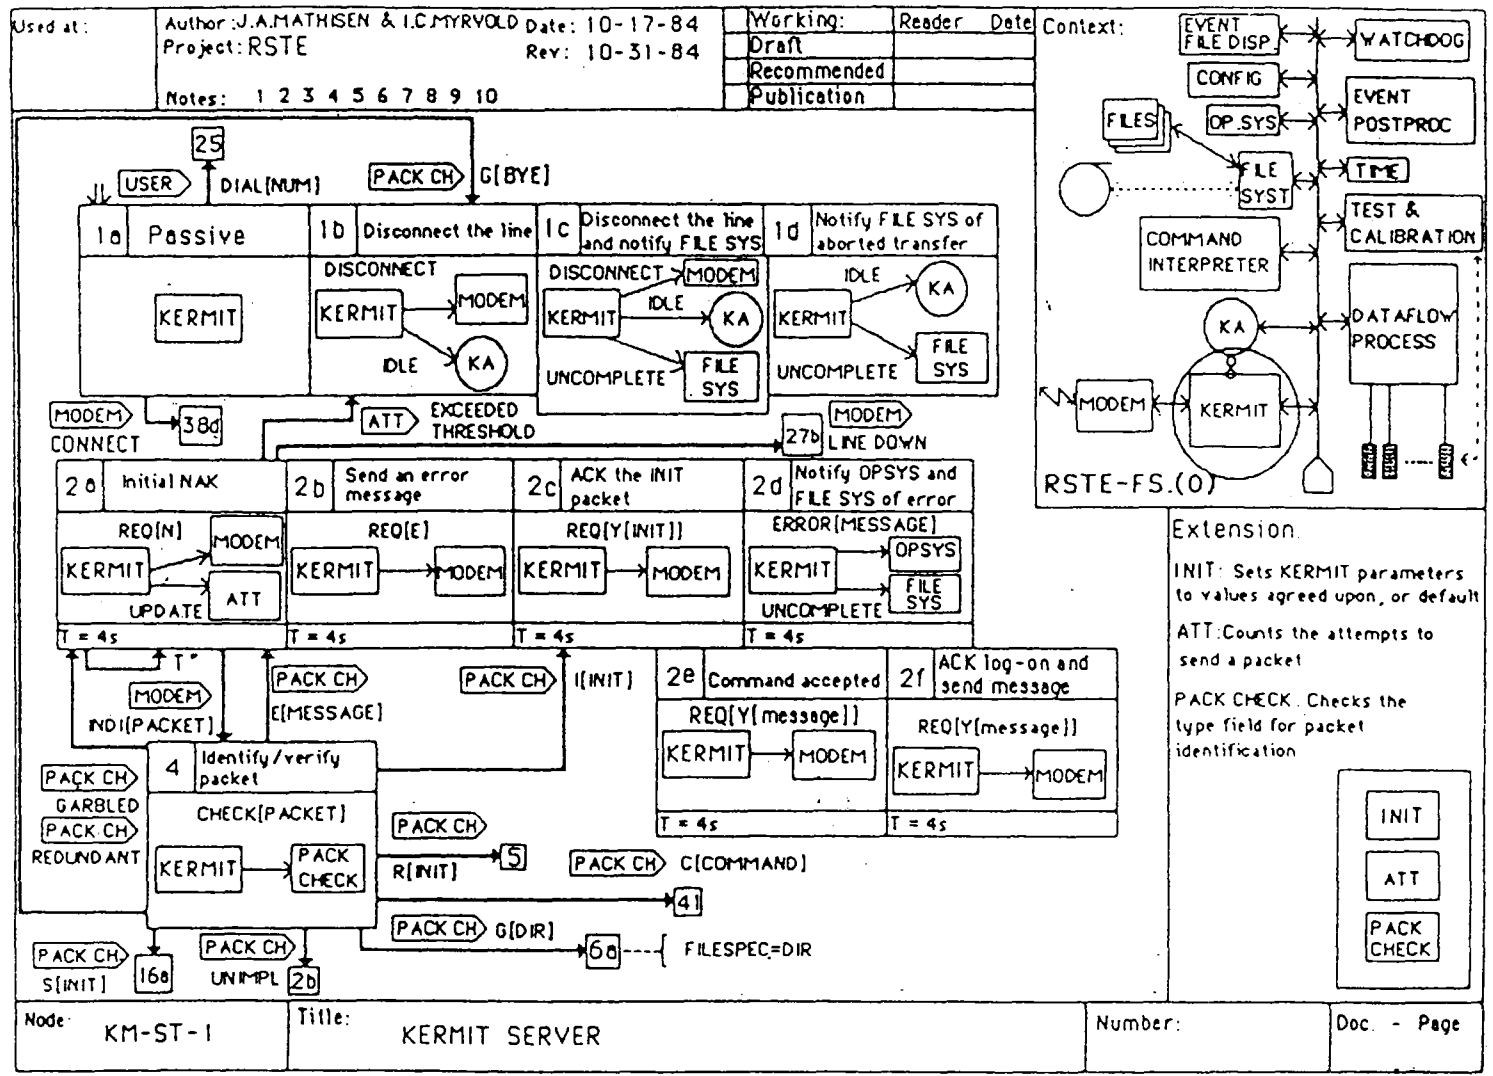 Used at:
Author: J.A.MATHISEN & I.C.MYRVOLD Date: 10-17-84
Project: RSTE Rev: 10-31-84
Notes: 1 2 3 4 5 6 7 8 9 10
Working: Reader Date
Draft
Recommended
Publication
Context:
EVENT
FILE DISP.
WATCHDOG
CONFIG
EVENT
POSTPROC
FILES
OP.SYS
FILE
SYST
TIME
TEST &
CALIBRATION
COMMAND
INTERPRETER
KA
DATAFLOW
PROCESS
MODEM
KERMIT
RSTE-FS.(0)
25
USER
DIAL[NUM]
PACK CH
G[BYE]
1a Passive
KERMIT
1b Disconnect the line
DISCONNECT
KERMIT
MODEM
IDLE
KA
1c Disconnect the line
and notify FILE SYS
DISCONNECT
MODEM
IDLE
KERMIT
KA
UNCOMPLETE
FILE
SYS
1d Notify FILE SYS of
aborted transfer
IDLE
KA
KERMIT
UNCOMPLETE
FILE
SYS
MODEM
CONNECT
38d
ATT
EXCEEDED
THRESHOLD
27b
MODEM
LINE DOWN
2a Initial NAK
REQ[N]
KERMIT
MODEM
ATT
UPDATE
T = 4s
2b Send an error
message
REQ[E]
KERMIT
MODEM
T = 4s
2c ACK the INIT
packet
REQ[Y[INIT]]
KERMIT
MODEM
T = 4s
2d Notify OPSYS and
FILE SYS of error
ERROR[MESSAGE]
KERMIT
OPSYS
FILE
SYS
UNCOMPLETE
T"
MODEM
INDI[PACKET]
PACK CH
E[MESSAGE]
PACK CH
I[INIT]
2e Command accepted
REQ[Y[message]]
KERMIT
MODEM
T = 4s
2f ACK log-on and
send message
REQ[Y[message]]
KERMIT
MODEM
T = 4s
PACK CH
GARBLED
PACK CH
REDUNDANT
4 Identify/verify
packet
CHECK[PACKET]
KERMIT
PACK
CHECK
PACK CH
R[INIT]
5
PACK CH
C[COMMAND]
41
PACK CH
G[DIR]
6a
FILESPEC=DIR
PACK CH
S[INIT]
16a
PACK CH
UNIMPL
2b
Extension
INIT: Sets KERMIT parameters
to values agreed upon, or default
ATT:Counts the attempts to
send a packet
PACK CHECK. Checks the
type field for packet
identification
INIT
ATT
PACK
CHECK
Node:
KM-ST-1
Title:
KERMIT SERVER
Number:
Doc. - Page